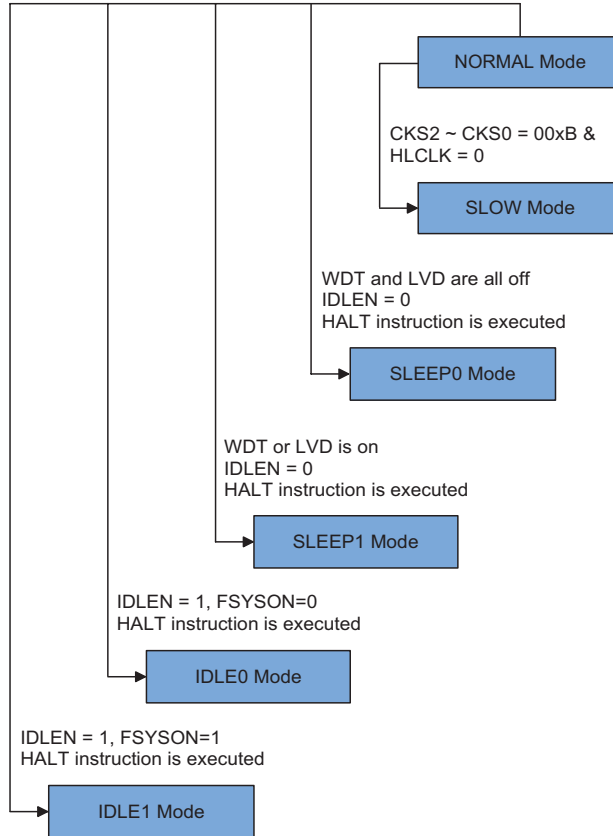 NORMAL Mode
CKS2 ~ CKS0 = 00xB &
HLCLK = 0
SLOW Mode
WDT and LVD are all off
IDLEN = 0
HALT instruction is executed
SLEEP0 Mode
WDT or LVD is on
IDLEN = 0
HALT instruction is executed
SLEEP1 Mode
IDLEN = 1, FSYSON=0
HALT instruction is executed
IDLE0 Mode
IDLEN = 1, FSYSON=1
HALT instruction is executed
IDLE1 Mode